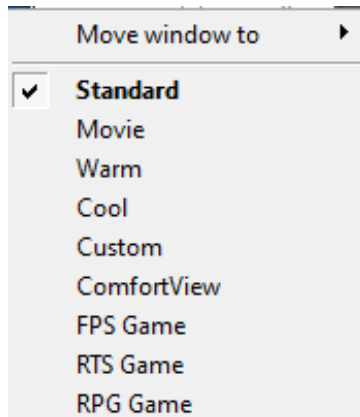 Move window to
Standard
Movie
Warm
Cool
Custom
ComfortView
FPS Game
RTS Game
RPG Game